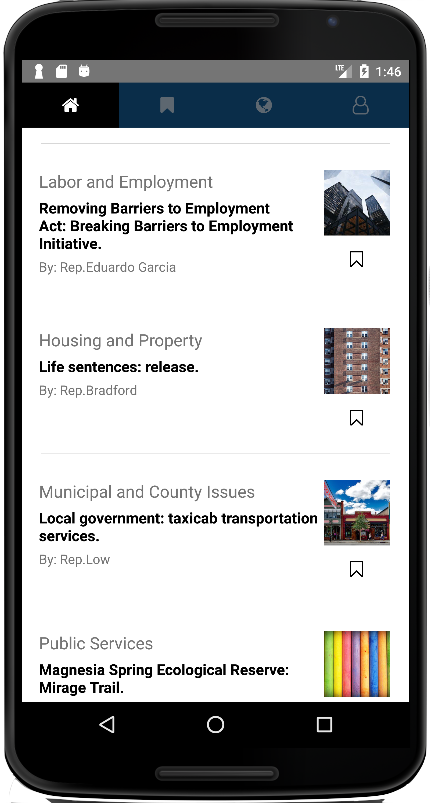 LTE 1:46
Labor and Employment
Removing Barriers to Employment
Act: Breaking Barriers to Employment
Initiative.
By: Rep.Eduardo Garcia
Housing and Property
Life sentences: release.
By: Rep.Bradford
Municipal and County Issues
Local government: taxicab transportation
services.
By: Rep.Low
Public Services
Magnesia Spring Ecological Reserve:
Mirage Trail.